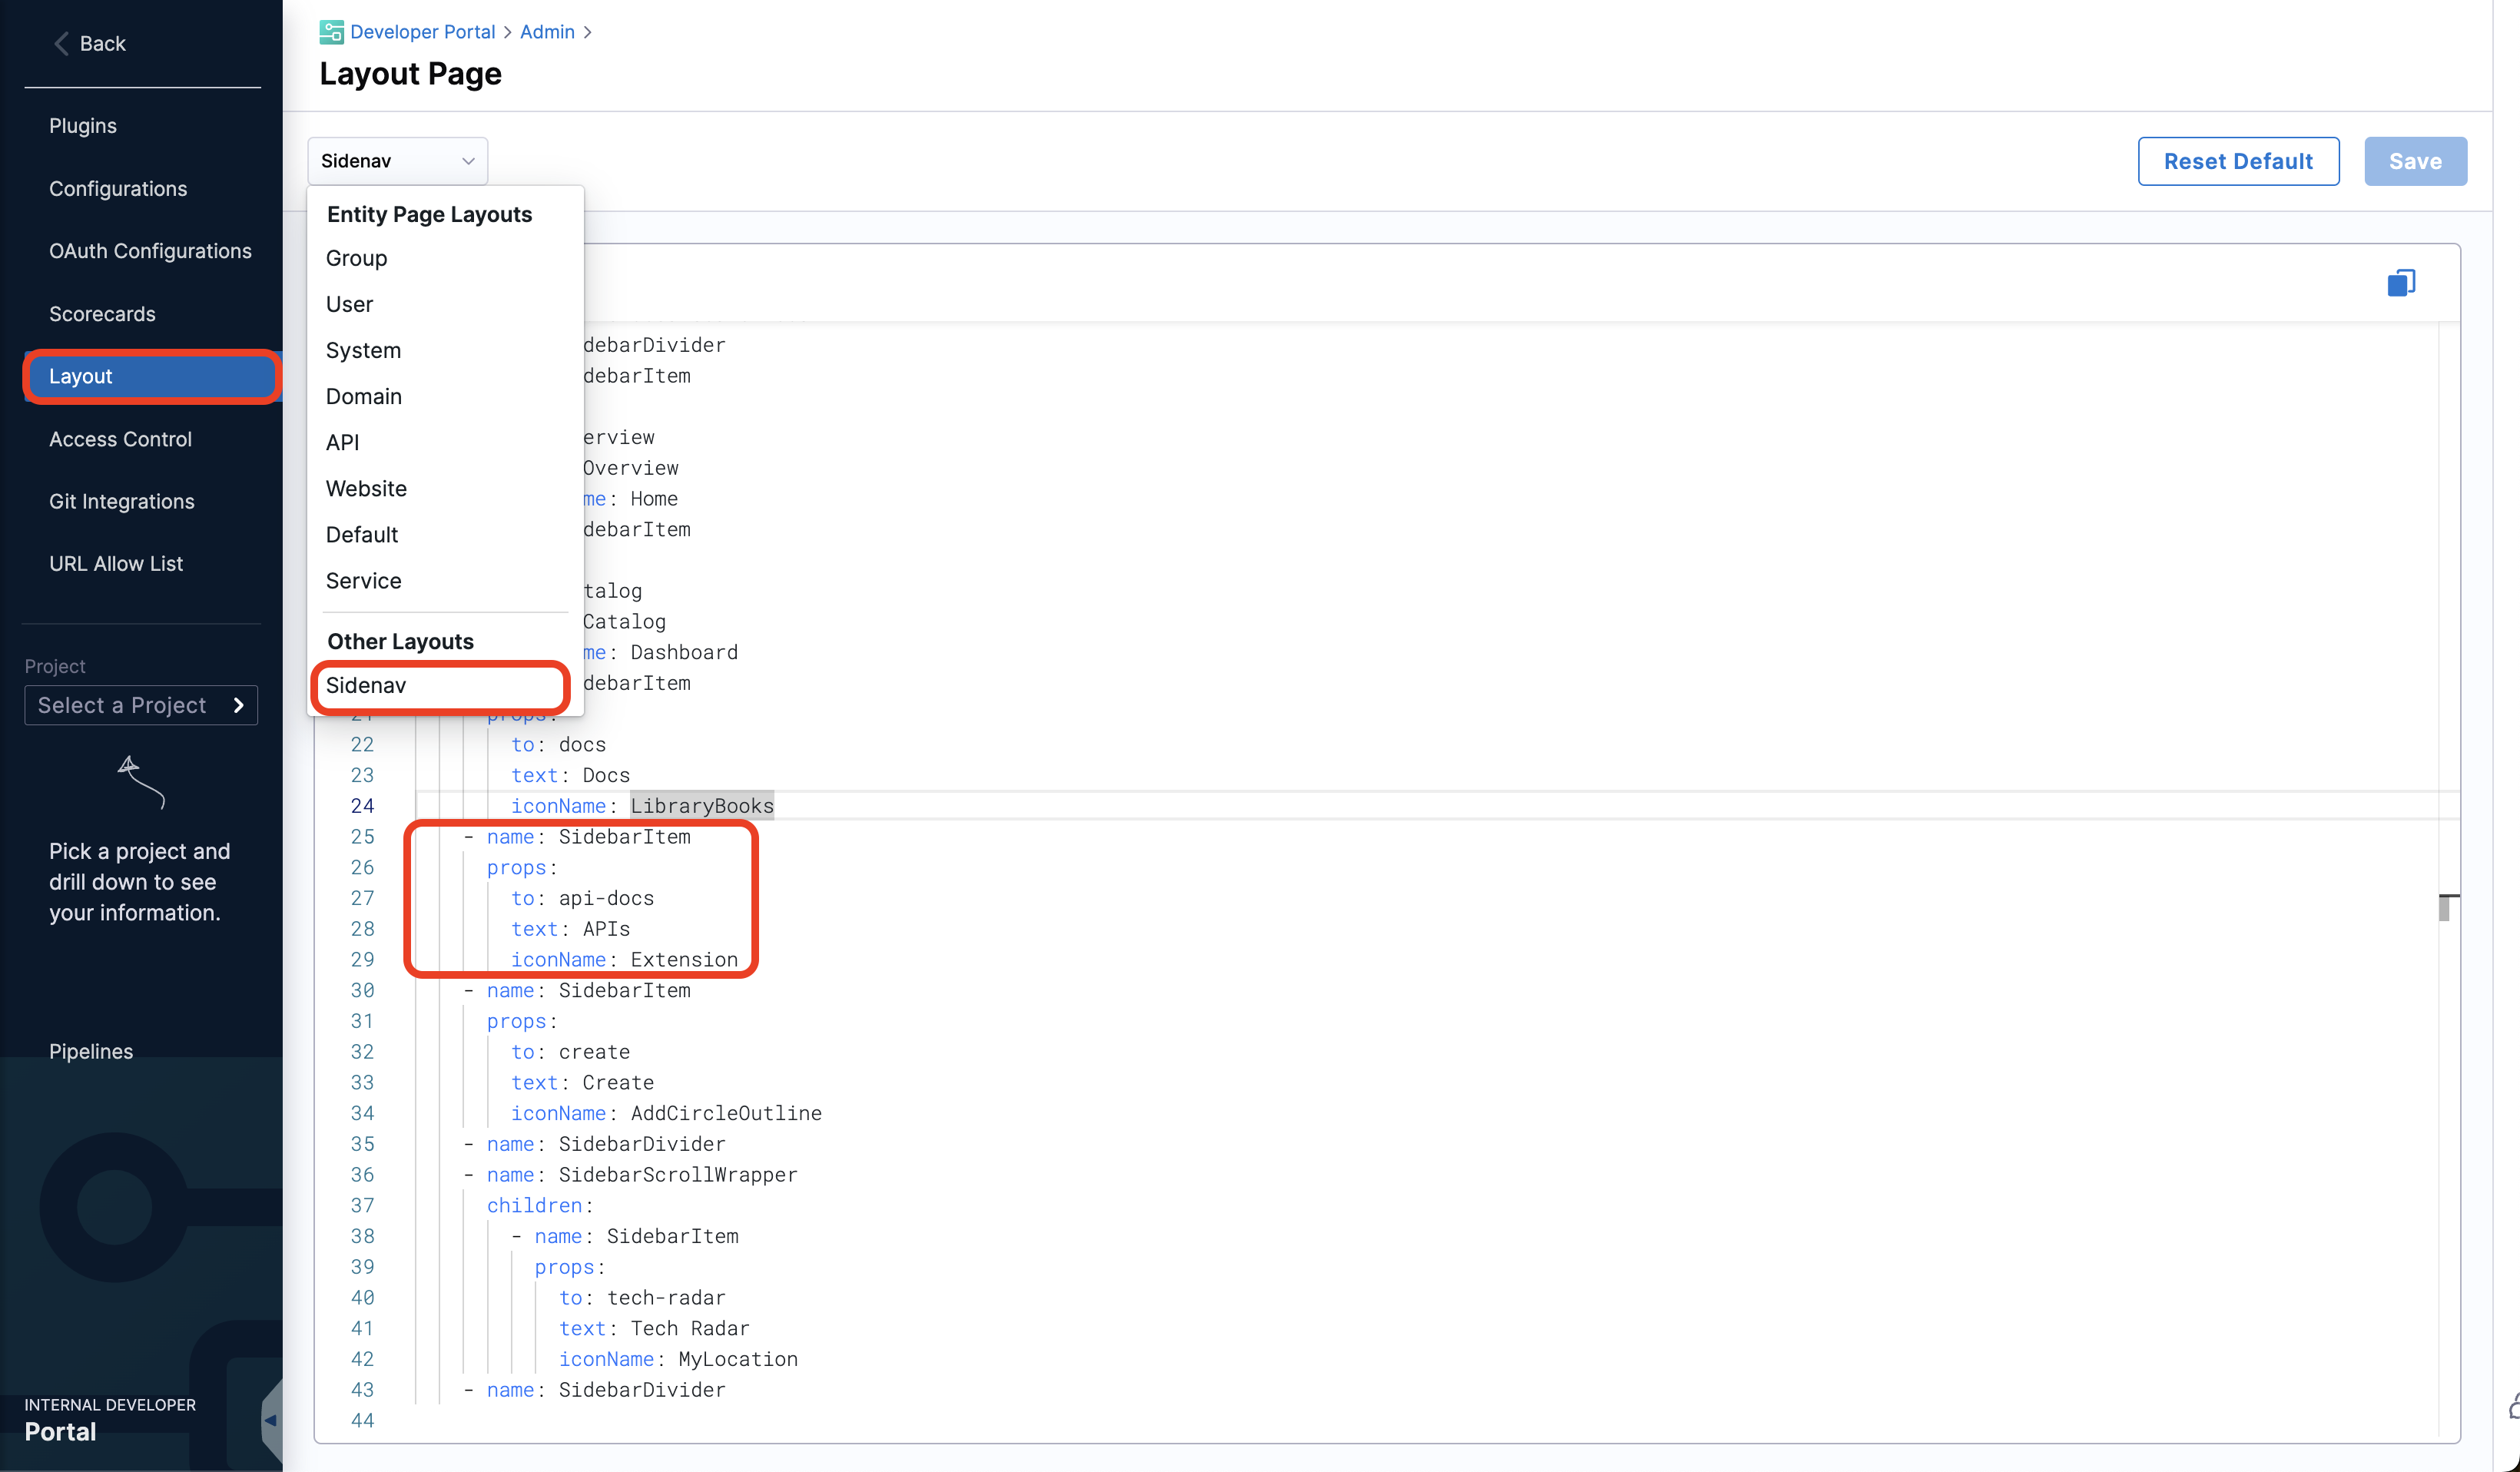 Back
Plugins
Configurations
OAuth Configurations
Scorecards
Layout
Access Control
Git Integrations
URL Allow List
Project
Select a Project
Pick a project and
drill down to see
your information.
Pipelines
INTERNAL DEVELOPER
Portal
Developer Portal > Admin >
Layout Page
Sidenav
Reset Default
Save
Entity Page Layouts
Group
User
System
Domain
API
Website
Default
Service
Other Layouts
Sidenav
debarDivider
debarItem
erview
Overview
me: Home
debarItem
talog
Catalog
me: Dashboard
debarItem
21 props:
22 to: docs
23 text: Docs
24 iconName: LibraryBooks
25 - name: SidebarItem
26 props:
27 to: api-docs
28 text: APIs
29 iconName: Extension
30 - name: SidebarItem
31 props:
32 to: create
33 text: Create
34 iconName: AddCircleOutline
35 - name: SidebarDivider
36 - name: SidebarScrollWrapper
37 children:
38 - name: SidebarItem
39 props:
40 to: tech-radar
41 text: Tech Radar
42 iconName: MyLocation
43 - name: SidebarDivider
44